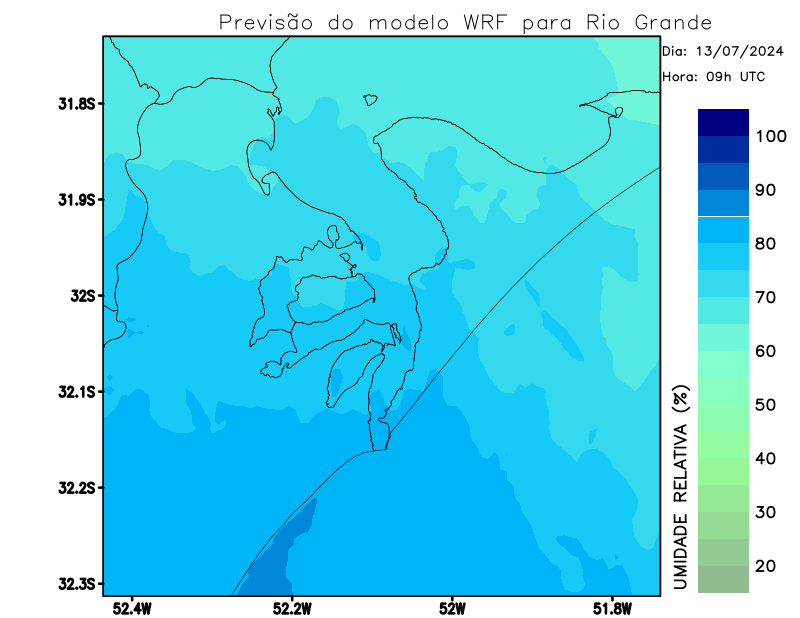 Previsão do modelo WRF para Rio Grande
Dia: 13/07/2024
Hora: 09h UTC
31.8S
31.9S
32S
32.1S
32.2S
32.3S
52.4W
52.2W
52W
51.8W
100
90
80
70
60
50
40
30
20
UMIDADE RELATIVA (%)